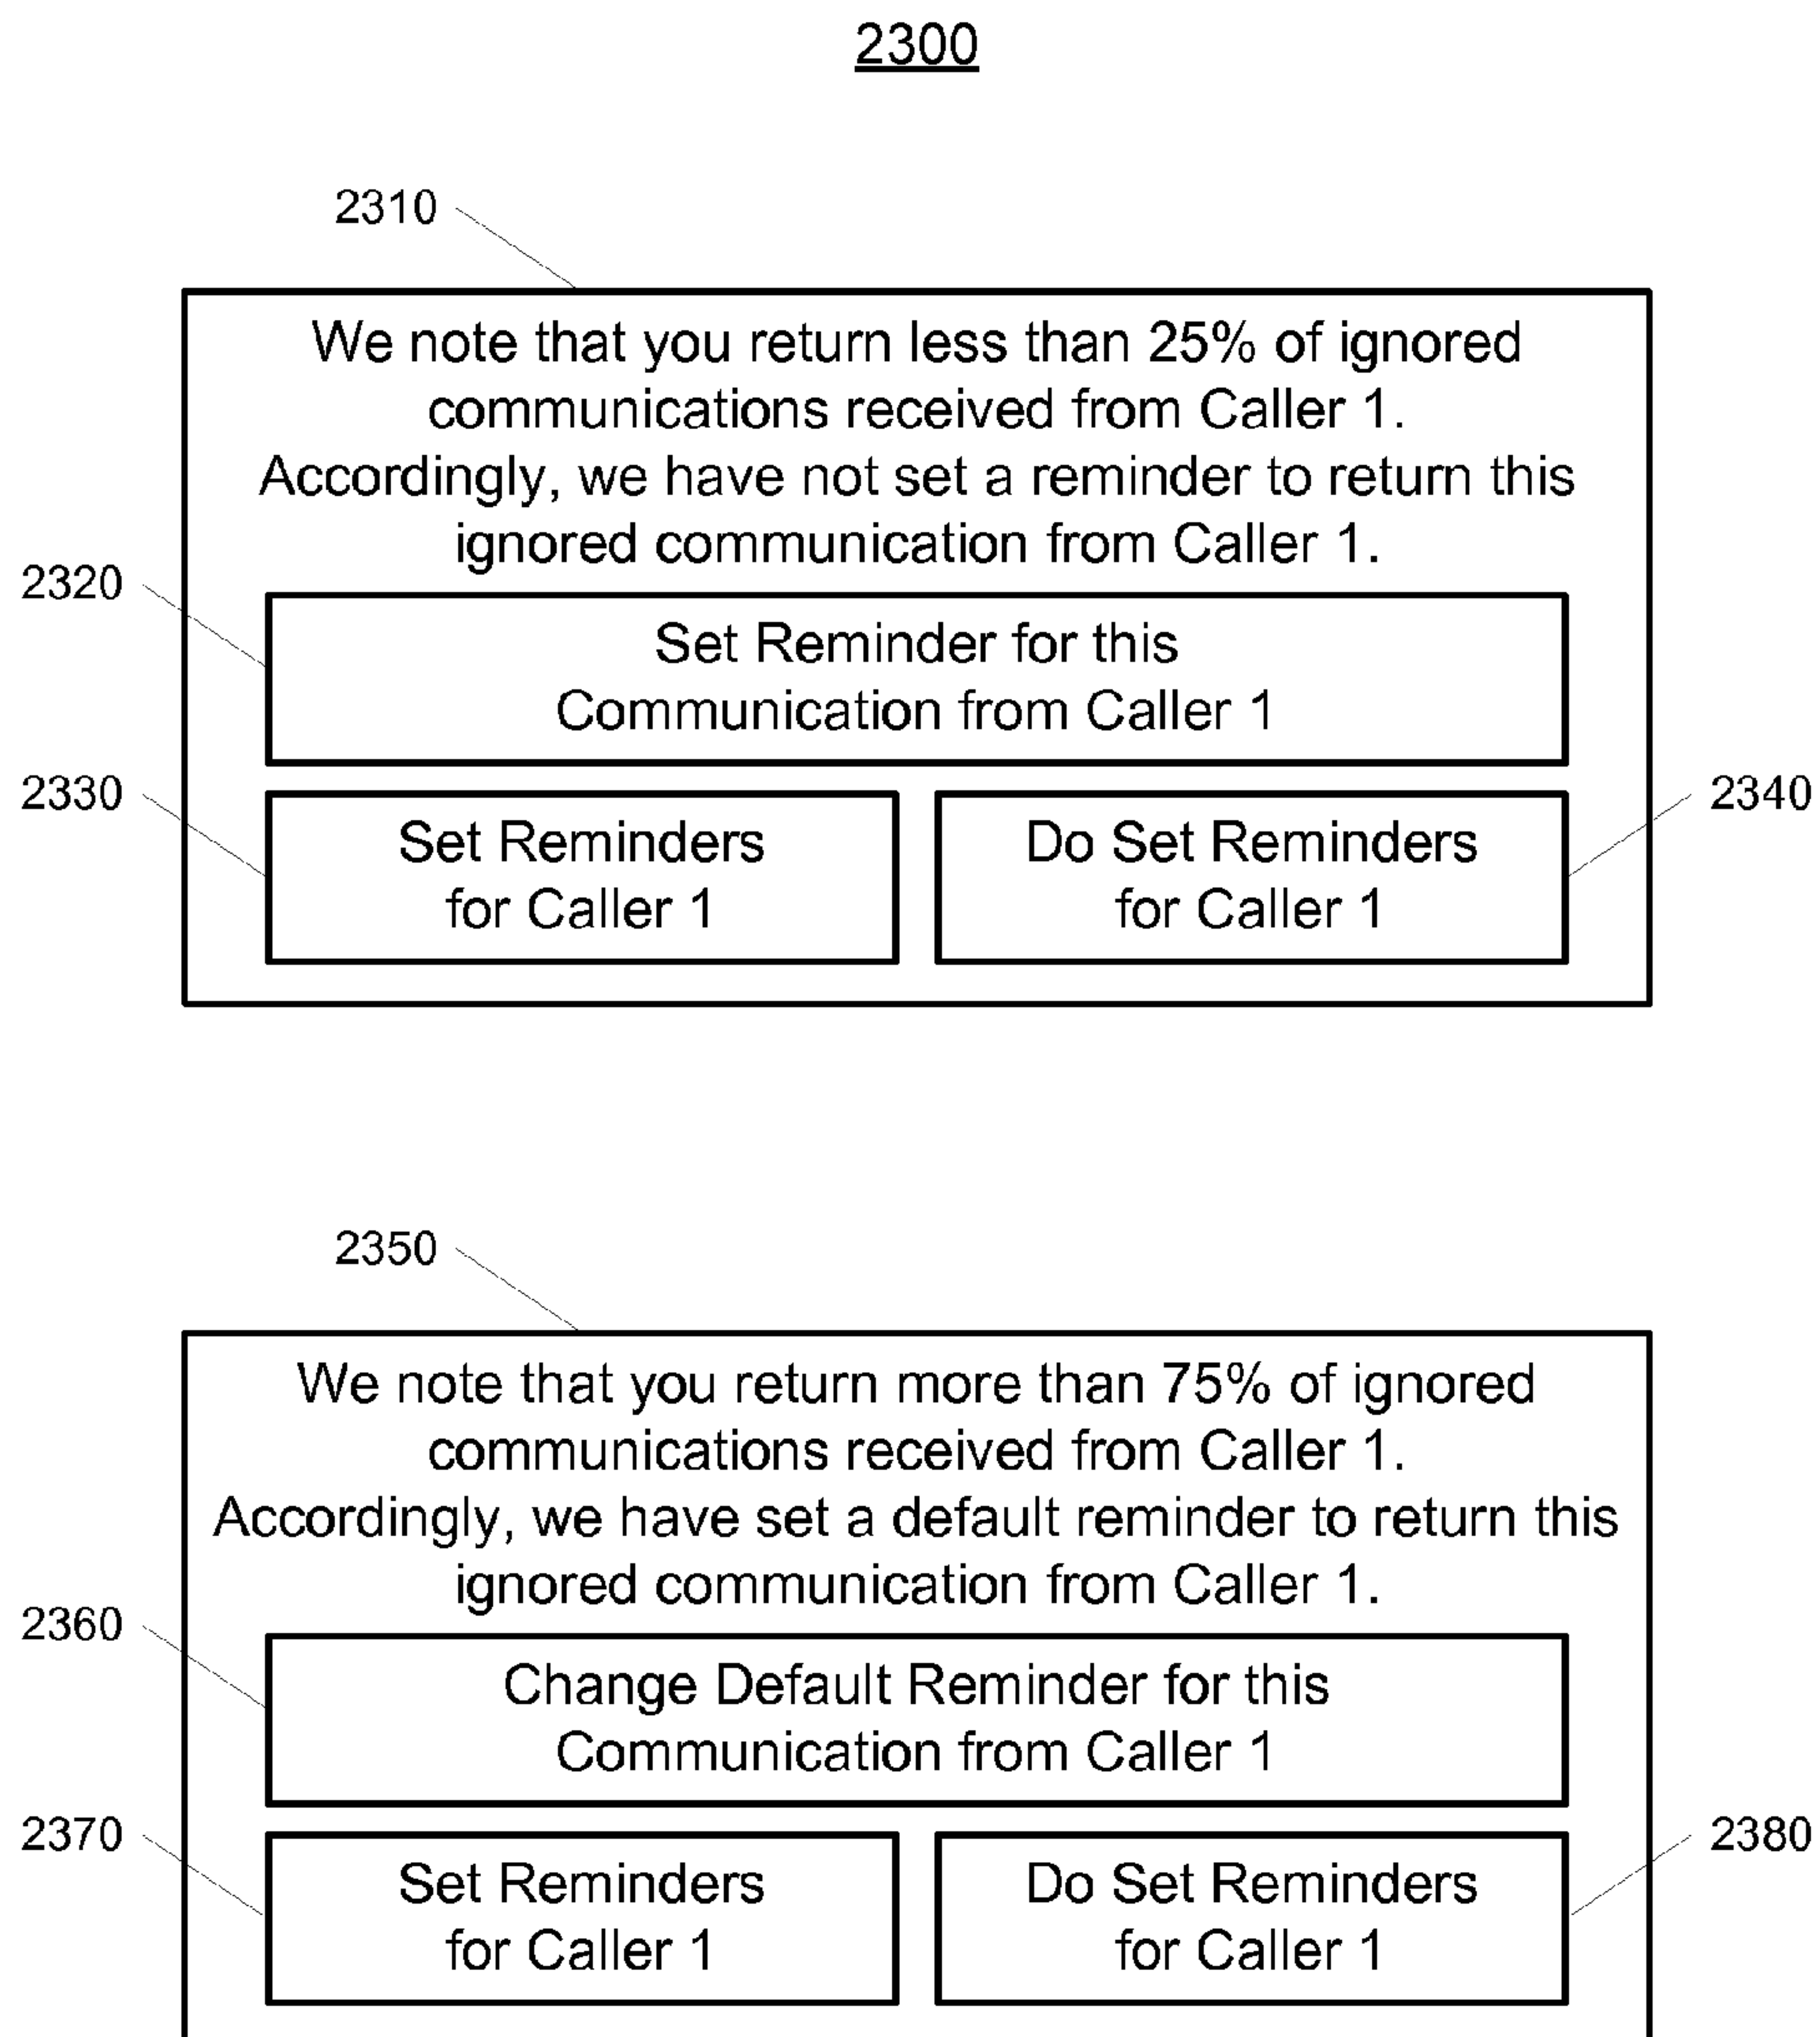 2300
2310
We note that you return less than 25% of ignored
communications received from Caller 1.
Accordingly, we have not set a reminder to return this
ignored communication from Caller 1.
2320
Set Reminder for this
Communication from Caller 1
2330
Set Reminders
for Caller 1
2340
Do Set Reminders
for Caller 1
2350
We note that you return more than 75% of ignored
communications received from Caller 1.
Accordingly, we have set a default reminder to return this
ignored communication from Caller 1.
2360
Change Default Reminder for this
Communication from Caller 1
2370
Set Reminders
for Caller 1
2380
Do Set Reminders
for Caller 1